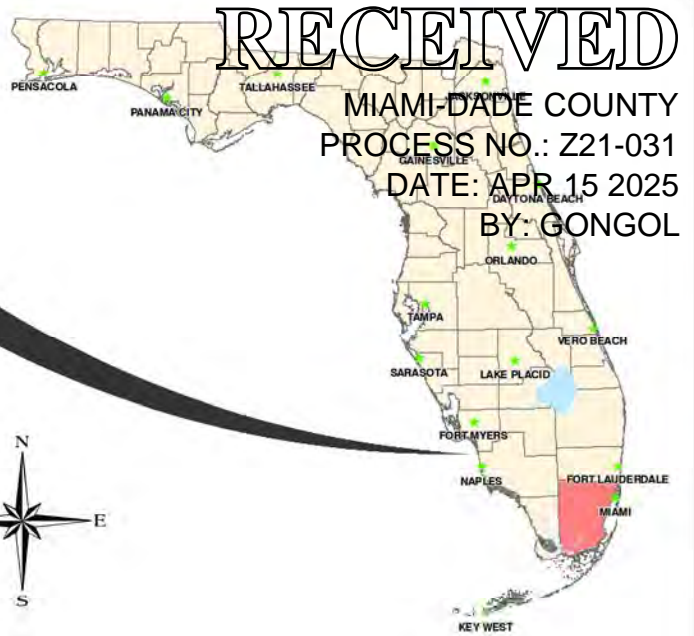 RECEIVED
MIAMI-DADE COUNTY
PROCESS NO.: Z21-031
DATE: APR 15 2025
BY: GONGOL
PENSACOLA
TALLAHASSEE
JACKSONVILLE
PANAMA CITY
GAINESVILLE
DAYTONA BEACH
ORLANDO
TAMPA
VERO BEACH
SARASOTA
LAKE PLACID
FORT MYERS
NAPLES
FORT LAUDERDALE
MIAMI
KEY WEST
N
E
S